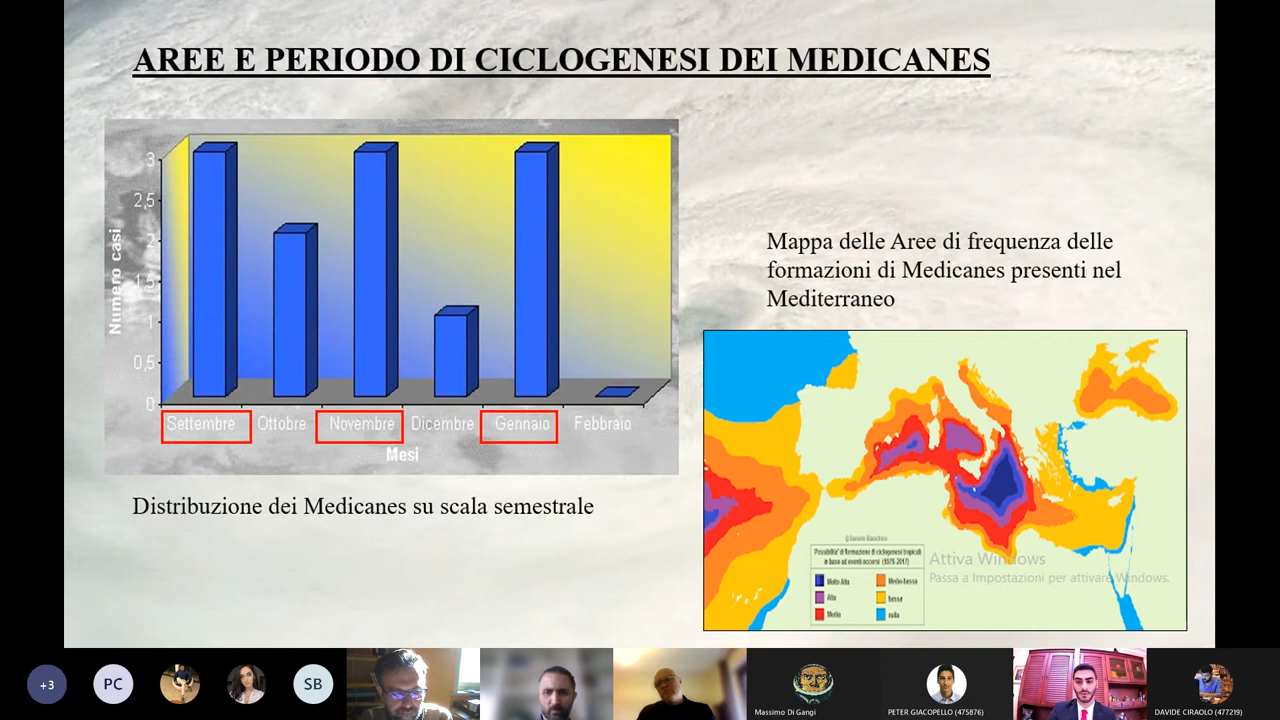 AREE E PERIODO DI CICLOGENESI DEI MEDICANES
3
2,5
2
1,5
1
0,5
0
Numero casi
Settembre Ottobre Novembre Dicembre Gennaio Febbraio
Mesi
Distribuzione dei Medicanes su scala semestrale
Mappa delle Aree di frequenza delle
formazioni di Medicanes presenti nel
Mediterraneo
Possibilita' di formazione di ciclogenesi tropicali
in base ad eventi occorsi (1978-2017)
Molto Alta
Medio-bassa
Alta
bassa
Media
nulla
Attiva Windows
Passa a Impostazioni per attivare Windows.
+3
PC
SB
Massimo Di Gangi
PETER GIACOPELLO (475876)
DAVIDE CIRAOLO (477219)